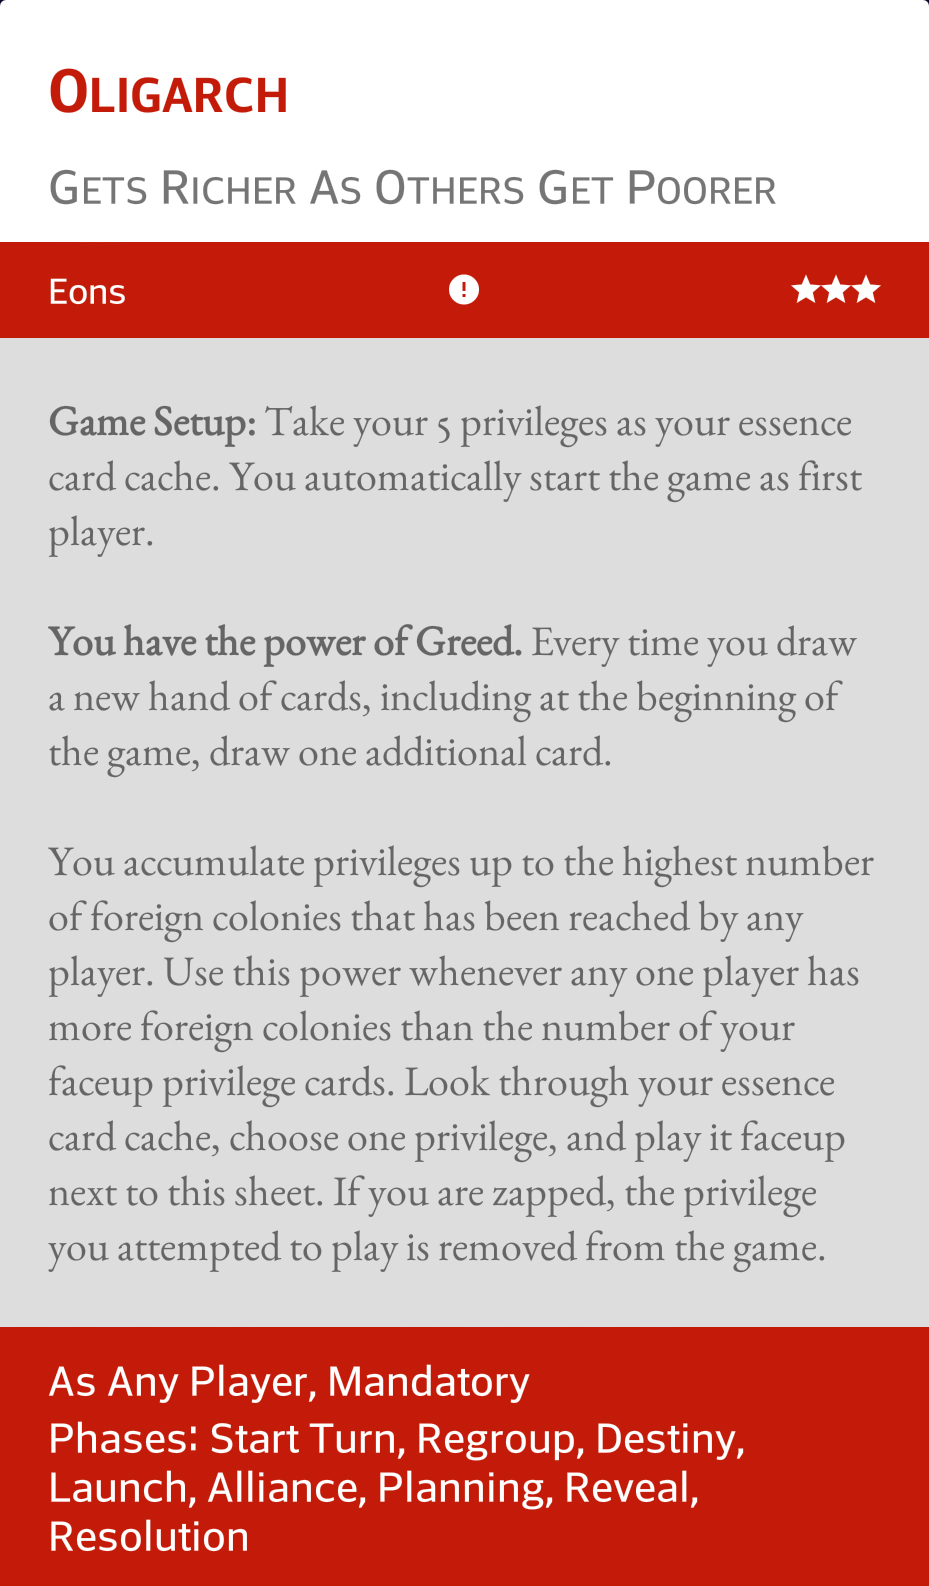 Oligarch
Gets Richer As Others Get Poorer
Eons
★★★
Game Setup: Take your 5 privileges as your essence
card cache. You automatically start the game as first
player.
You have the power of Greed. Every time you draw
a new hand of cards, including at the beginning of
the game, draw one additional card.
You accumulate privileges up to the highest number
of foreign colonies that has been reached by any
player. Use this power whenever any one player has
more foreign colonies than the number of your
faceup privilege cards. Look through your essence
card cache, choose one privilege, and play it faceup
next to this sheet. If you are zapped, the privilege
you attempted to play is removed from the game.
As Any Player, Mandatory
Phases: Start Turn, Regroup, Destiny,
Launch, Alliance, Planning, Reveal,
Resolution